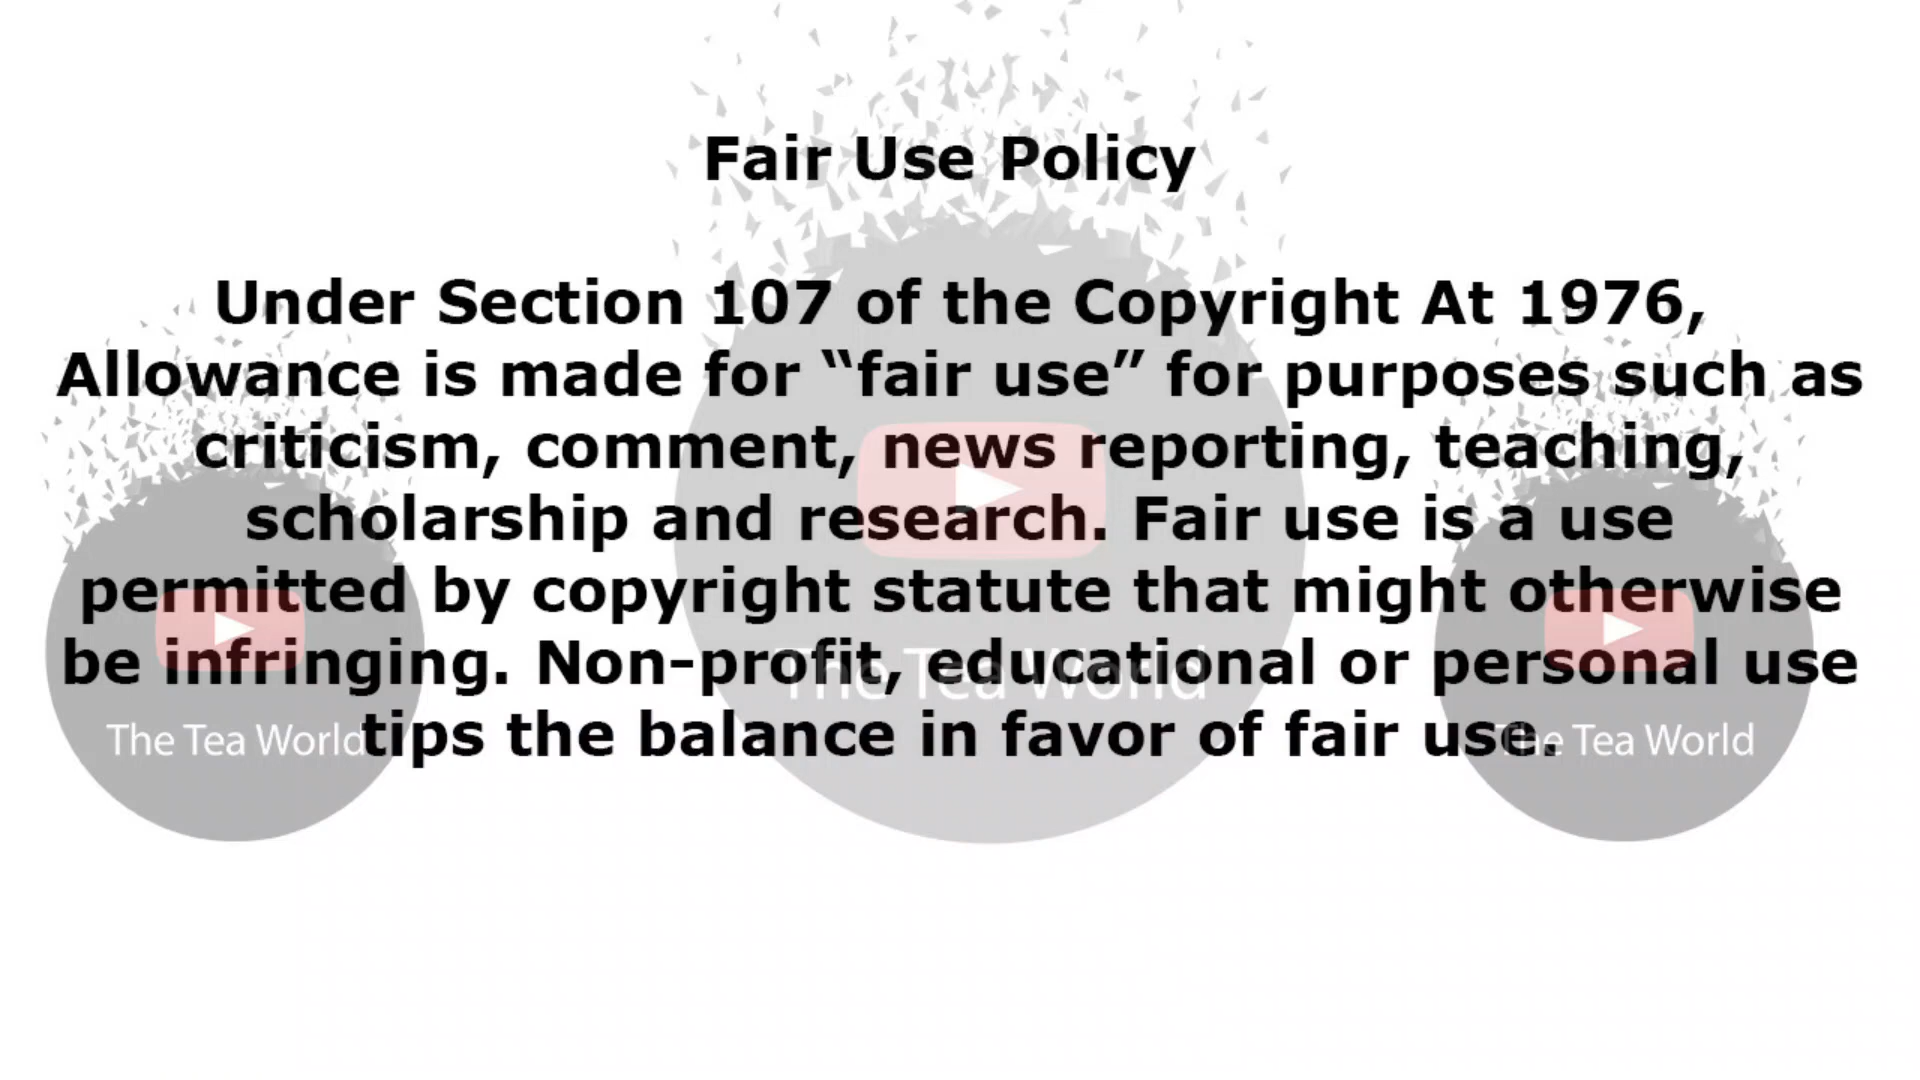 Fair Use Policy
Under Section 107 of the Copyright At 1976,
Allowance is made for “fair use” for purposes such as
criticism, comment, news reporting, teaching,
scholarship and research. Fair use is a use
permitted by copyright statute that might otherwise
be infringing. Non-profit, educational or personal use
tips the balance in favor of fair use.
The Tea World
The Tea World
The Tea World